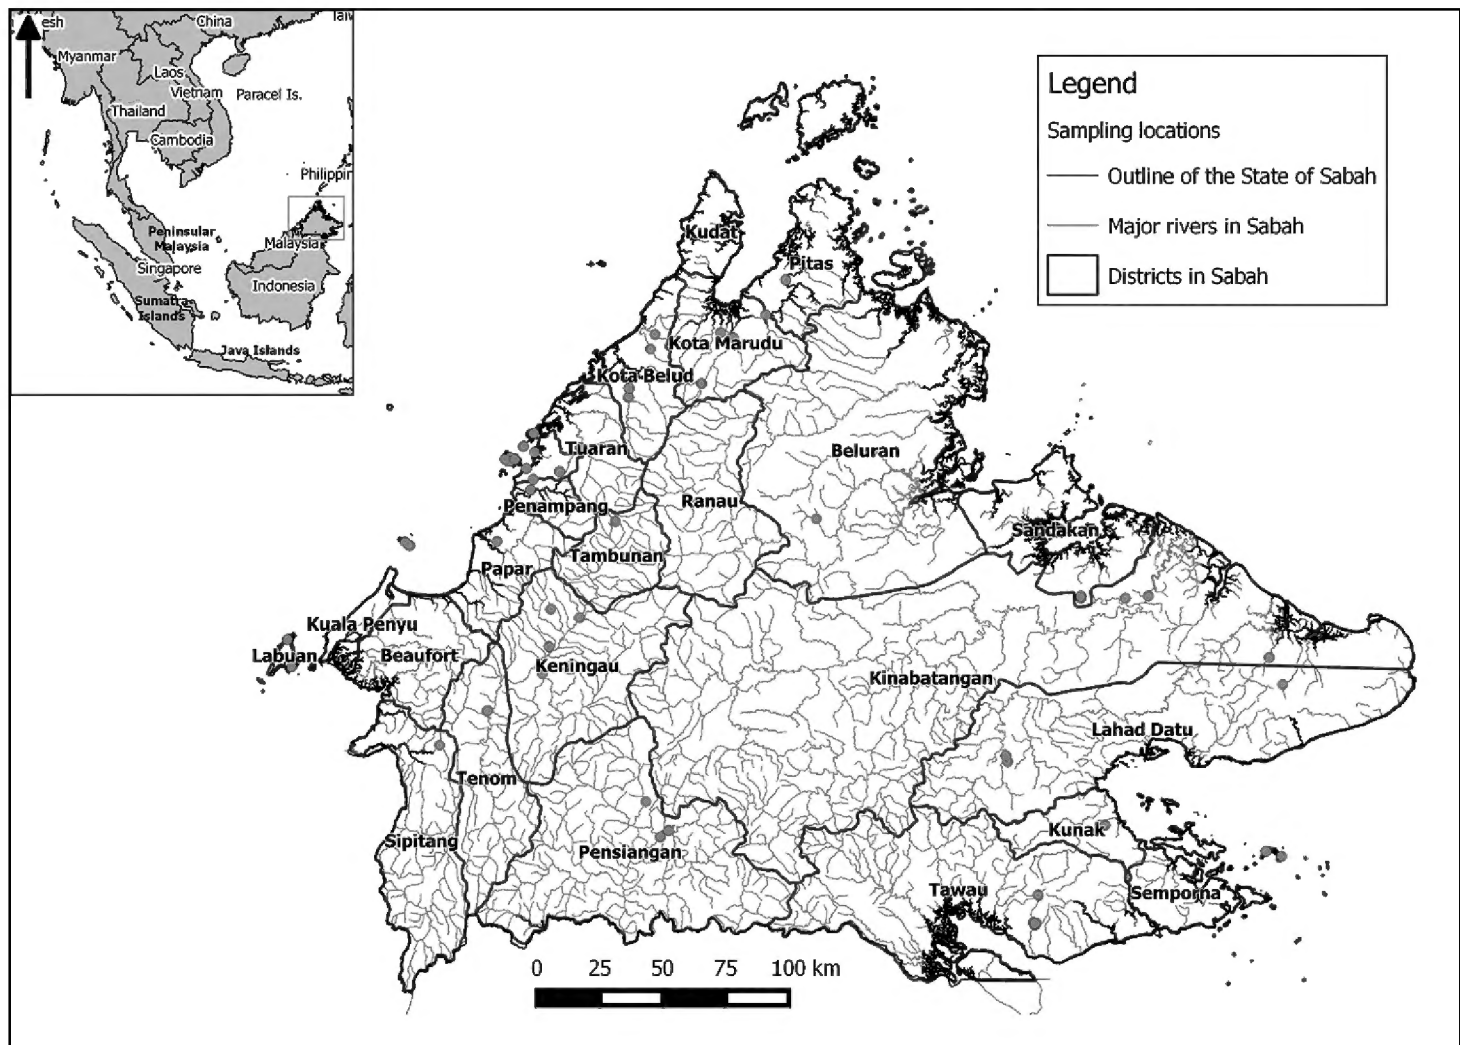 esh
China
Myanmar
Laos
Vietnam
Paracel Is.
Thailand
Cambodia
Philippin
Peninsular
Malaysia
Malaysia
Singapore
Indonesia
Sumatra
Islands
Java Islands
Legend
Sampling locations
Outline of the State of Sabah
Major rivers in Sabah
Districts in Sabah
Kudat
Pitas
Kota Marudu
Kota Belud
Tuaran
Beluran
Ranau
Penampang
Sandakan
Tambunan
Papar
Kuala Penyu
Labuan
Beaufort
Keningau
Kinabatangan
Lahad Datu
Tenom
Sipitang
Kunak
Pensiangan
Tawau
Semporna
0 25 50 75 100 km